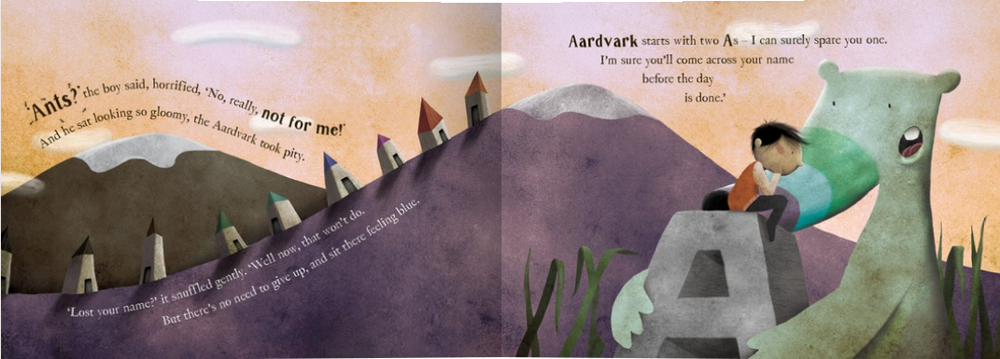 ‘Ants?’ the boy said, horrified, ‘No, really, not for me!’
And he sat looking so gloomy, the Aardvark took pity.
‘Lost your name?’ it snuffled gently. ‘Well now, that won't do.
But there's no need to give up, and sit there feeling blue.
Aardvark starts with two As – I can surely spare you one.
I'm sure you'll come across your name
before the day
is done.’
A